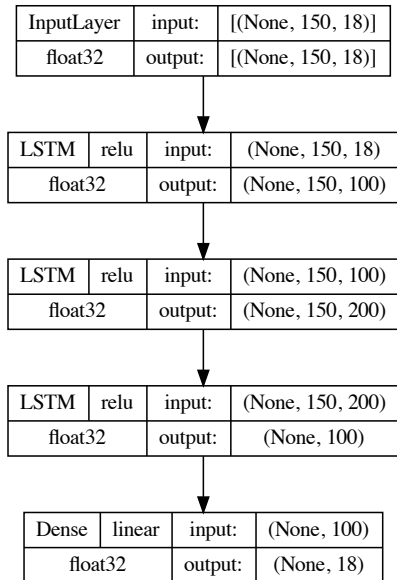 InputLayer input: [(None, 150, 18)]
float32 output: [(None, 150, 18)]
LSTM relu input: (None, 150, 18)
float32 output: (None, 150, 100)
LSTM relu input: (None, 150, 100)
float32 output: (None, 150, 200)
LSTM relu input: (None, 150, 200)
float32 output: (None, 100)
Dense linear input: (None, 100)
float32 output: (None, 18)